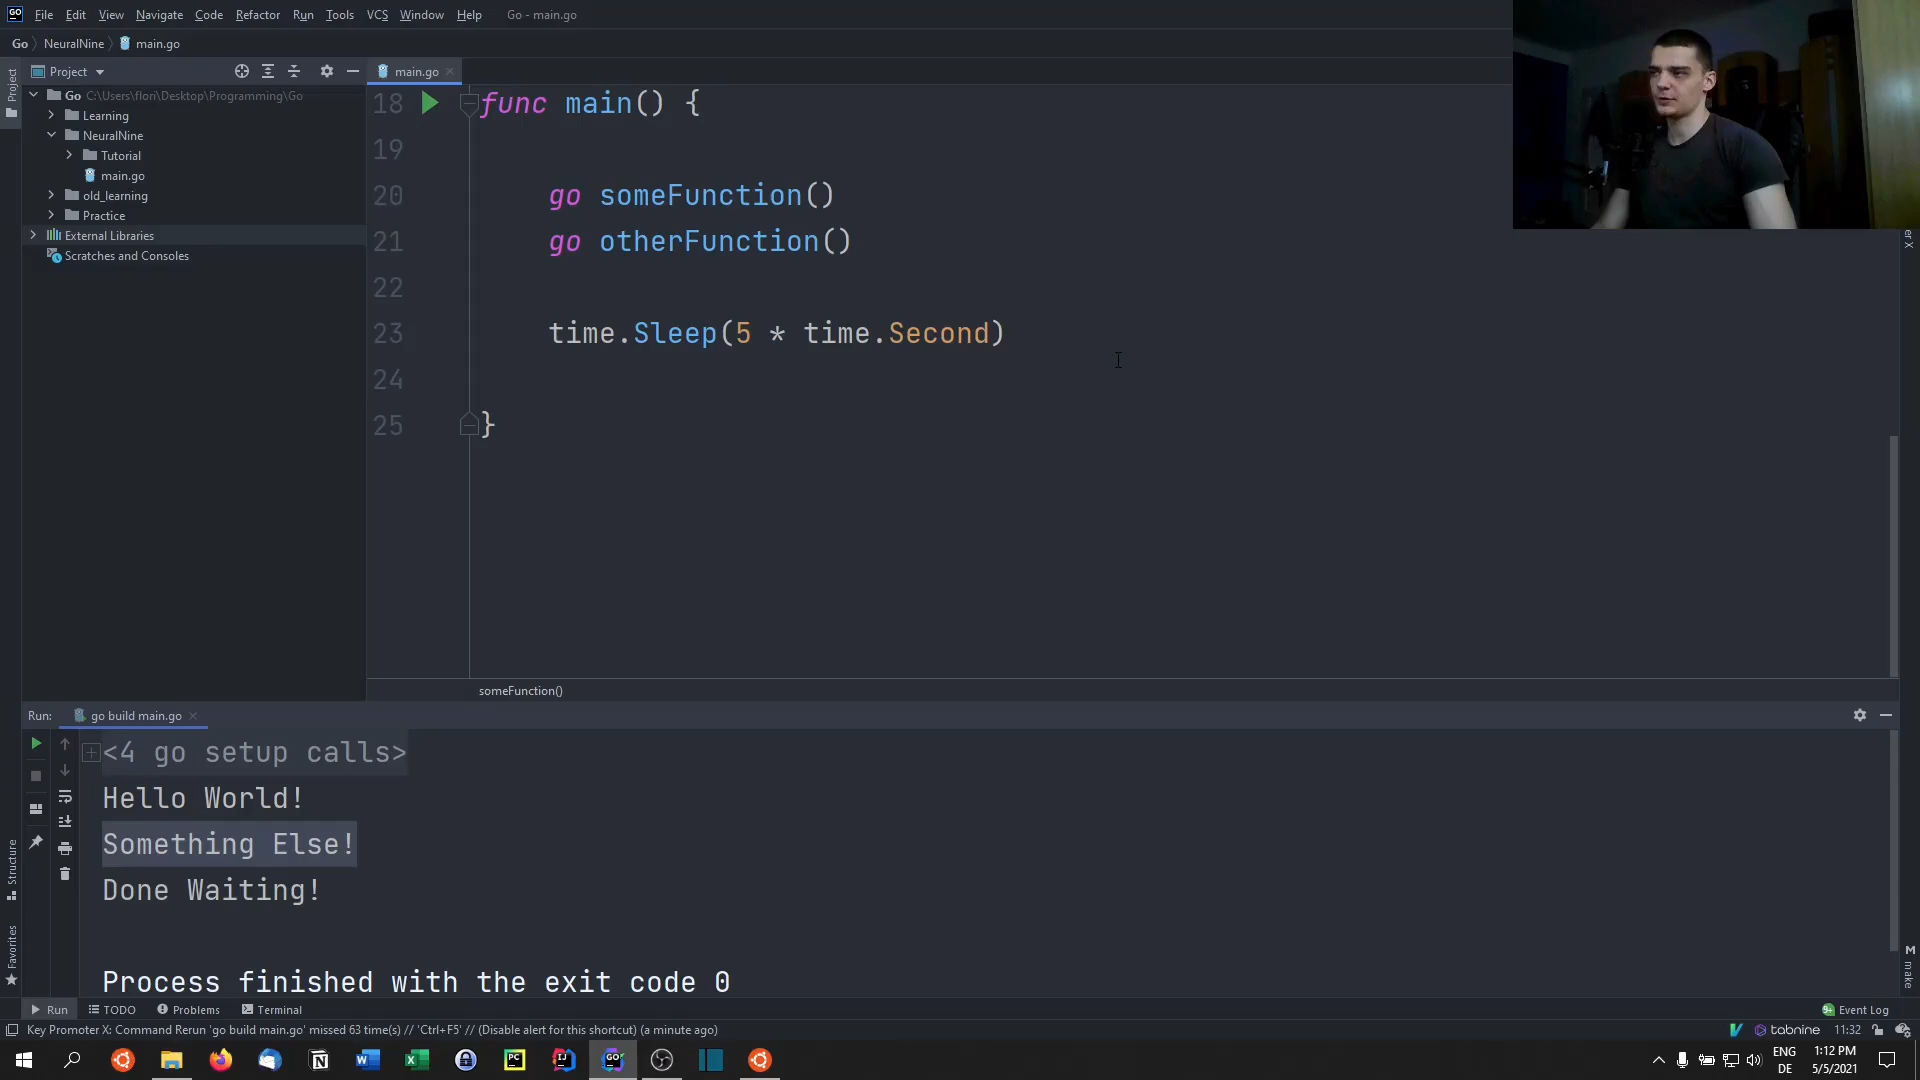 GO File Edit View Navigate Code Refactor Run Tools VCS Window Help Go - main.go
Go NeuralNine main.go
Project main.go
Project
Go C:\Users\flori\Desktop\Programming\Go
Learning
NeuralNine
Tutorial
main.go
old_learning
Practice
External Libraries
Scratches and Consoles
18 func main() {
19
20 go someFunction()
21 go otherFunction()
22
23 time.Sleep(5 * time.Second)
24
25 }
er X
someFunction()
Run: go build main.go
<4 go setup calls>
Hello World!
Something Else!
Done Waiting!
Process finished with the exit code 0
Structure
Favorites
make
Run TODO Problems Terminal Event Log
Key Promoter X: Command Rerun 'go build main.go' missed 63 time(s) // 'Ctrl+F5' // (Disable alert for this shortcut) (a minute ago) tabnine 11:32
ENG 1:12 PM
DE 5/5/2021